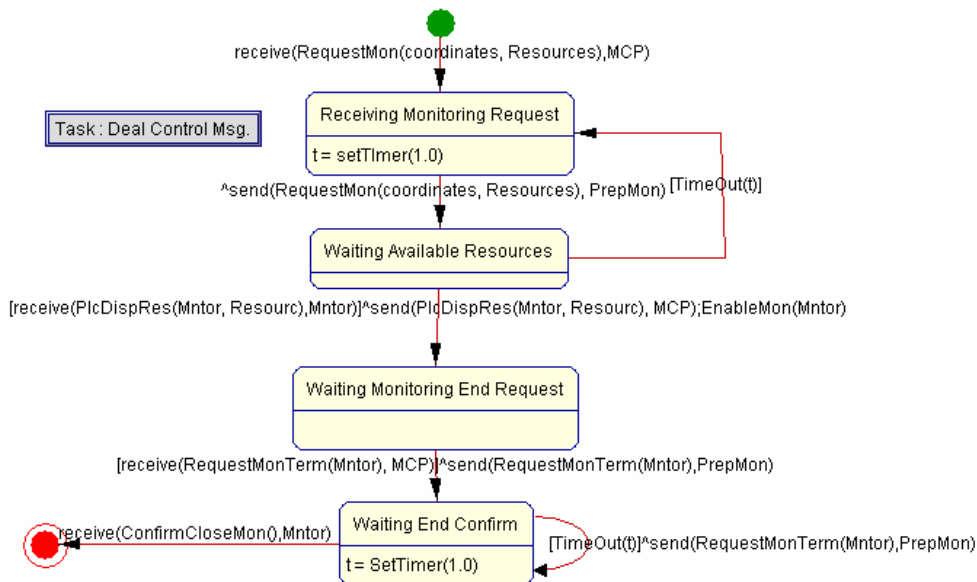 receive(RequestMon(coordinates, Resources),MCP)
Receiving Monitoring Request
Task : Deal Control Msg.
t = setTImer(1.0)
^send(RequestMon(coordinates, Resources), PrepMon)
[TimeOut(t)]
Waiting Available Resources
[receive(PlcDispRes(Mntor, Resourc),Mntor)]^send(PlcDispRes(Mntor, Resourc), MCP);EnableMon(Mntor)
Waiting Monitoring End Request
[receive(RequestMonTerm(Mntor), MCP)]^send(RequestMonTerm(Mntor),PrepMon)
Waiting End Confirm
receive(ConfirmCloseMon(),Mntor)
[TimeOut(t)]^send(RequestMonTerm(Mntor),PrepMon)
t = SetTimer(1.0)